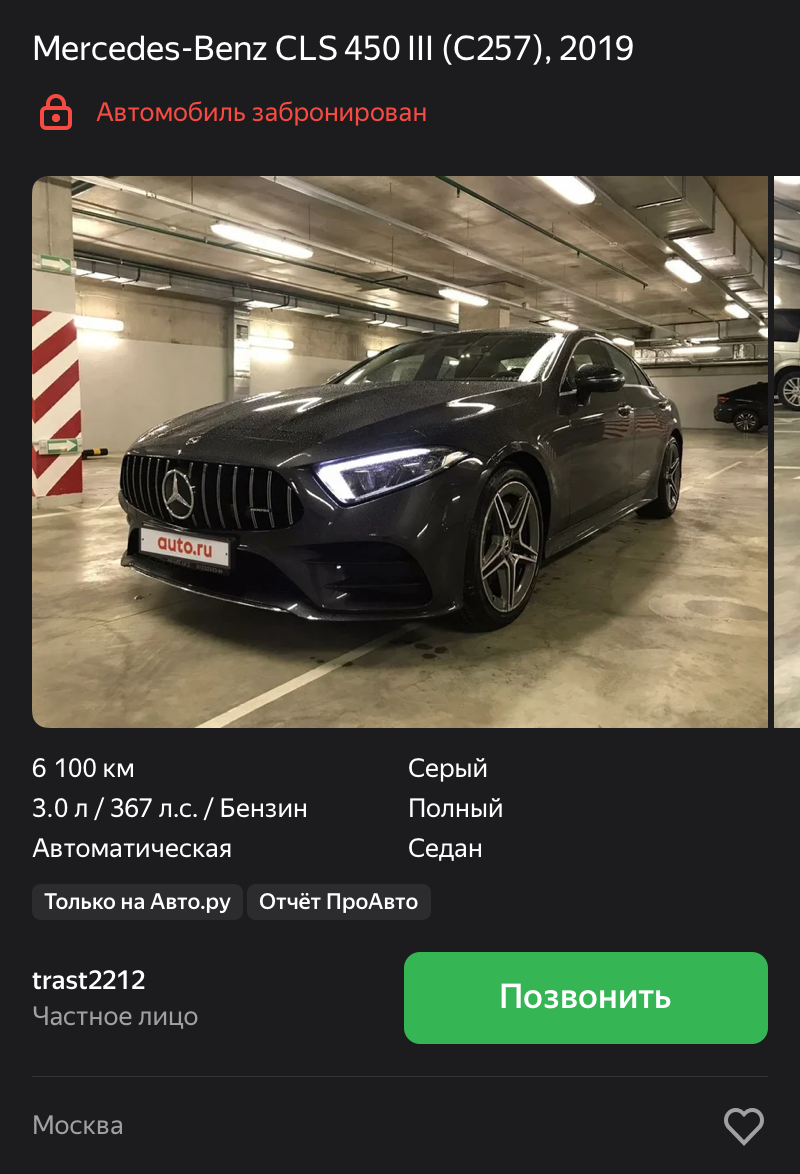 Mercedes-Benz CLS 450 III (C257), 2019
Автомобиль забронирован
auto.ru
6 100 км
Серый
3.0 л / 367 л.с. / Бензин
Полный
Автоматическая
Седан
Только на Авто.ру
Отчёт ПроАвто
trast2212
Частное лицо
Позвонить
Москва